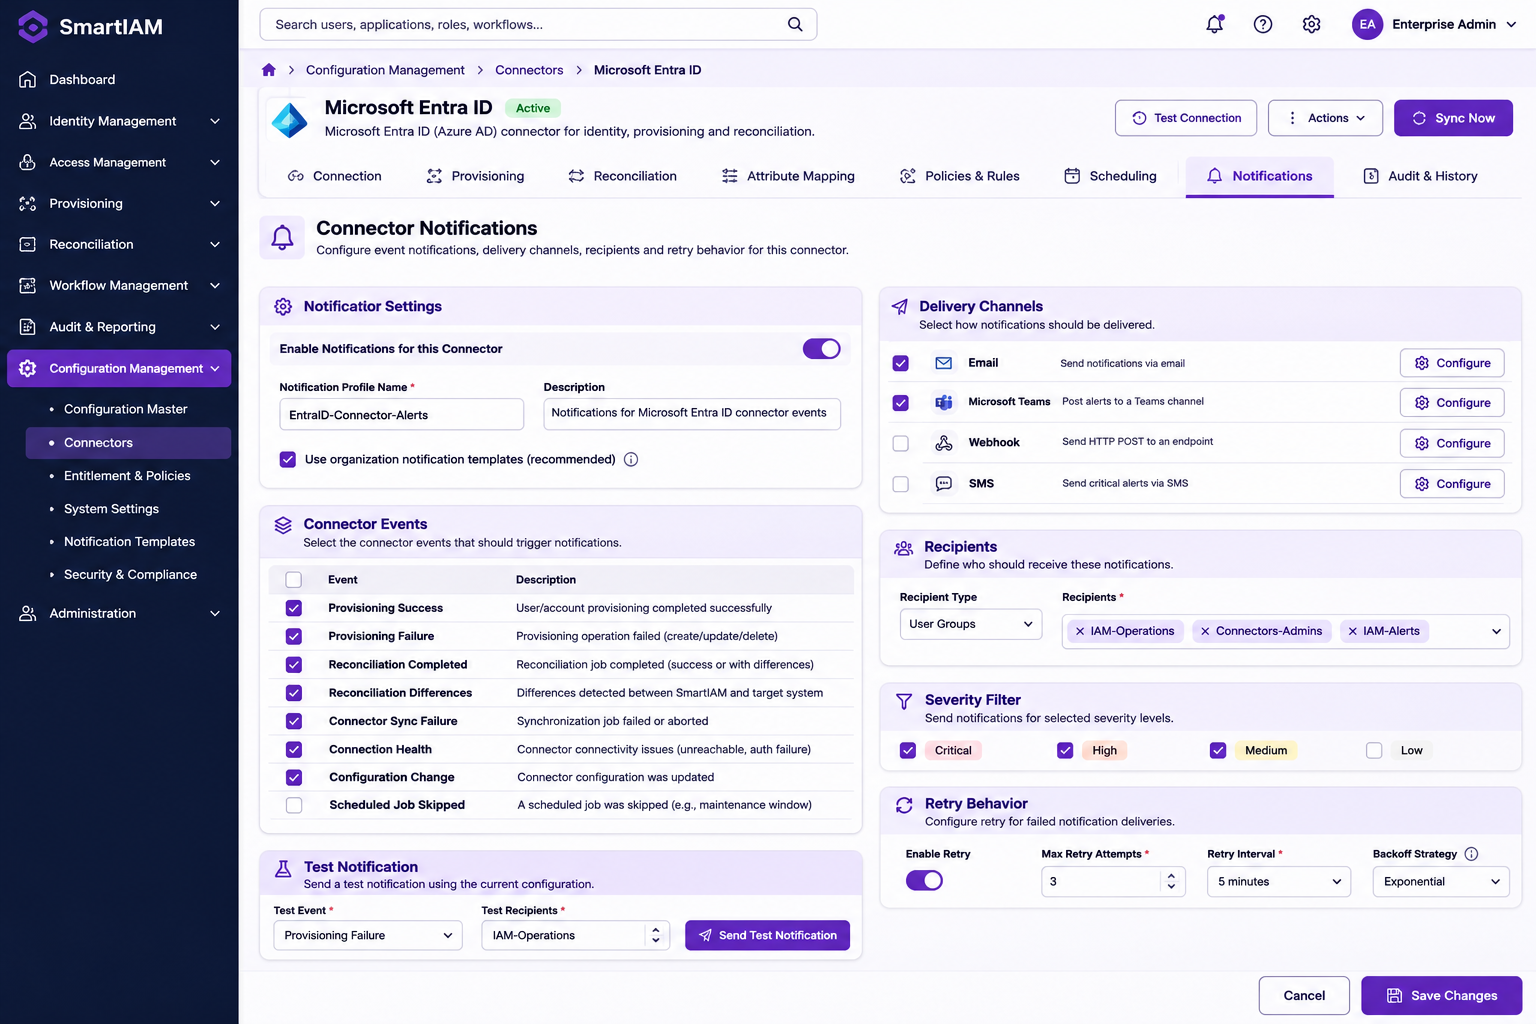 SmartIAM
Search users, applications, roles, workflows...
EA
Enterprise Admin
Dashboard
Identity Management
Access Management
Provisioning
Reconciliation
Workflow Management
Audit & Reporting
Configuration Management
Configuration Master
Connectors
Entitlement & Policies
System Settings
Notification Templates
Security & Compliance
Administration
Configuration Management
Connectors
Microsoft Entra ID
Microsoft Entra ID
Active
Microsoft Entra ID (Azure AD) connector for identity, provisioning and reconciliation.
Test Connection
Actions
Sync Now
Connection
Provisioning
Reconciliation
Attribute Mapping
Policies & Rules
Scheduling
Notifications
Audit & History
Connector Notifications
Configure event notifications, delivery channels, recipients and retry behavior for this connector.
Notificatior Settings
Enable Notifications for this Connector
Notification Profile Name *
Description
EntraID-Connector-Alerts
Notifications for Microsoft Entra ID connector events
Use organization notification templates (recommended)
Connector Events
Select the connector events that should trigger notifications.
Event
Description
Provisioning Success
User/account provisioning completed successfully
Provisioning Failure
Provisioning operation failed (create/update/delete)
Reconciliation Completed
Reconciliation job completed (success or with differences)
Reconciliation Differences
Differences detected between SmartIAM and target system
Connector Sync Failure
Synchronization job failed or aborted
Connection Health
Connector connectivity issues (unreachable, auth failure)
Configuration Change
Connector configuration was updated
Scheduled Job Skipped
A scheduled job was skipped (e.g., maintenance window)
Test Notification
Send a test notification using the current configuration.
Test Event *
Test Recipients *
Provisioning Failure
IAM-Operations
Send Test Notification
Delivery Channels
Select how notifications should be delivered.
Email
Send notifications via email
Configure
Microsoft Teams
Post alerts to a Teams channel
Configure
Webhook
Send HTTP POST to an endpoint
Configure
SMS
Send critical alerts via SMS
Configure
Recipients
Define who should receive these notifications.
Recipient Type
Recipients *
User Groups
IAM-Operations
Connectors-Admins
IAM-Alerts
Severity Filter
Send notifications for selected severity levels.
Critical
High
Medium
Low
Retry Behavior
Configure retry for failed notification deliveries.
Enable Retry
Max Retry Attempts *
Retry Interval *
Backoff Strategy
3
5 minutes
Exponential
Cancel
Save Changes